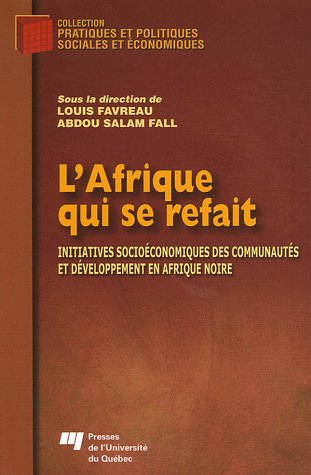 COLLECTION
PRATIQUES ET POLITIQUES
SOCIALES ET ÉCONOMIQUES
Sous la direction de
LOUIS FAVREAU
ABDOU SALAM FALL
L'Afrique
qui se refait
INITIATIVES SOCIOÉCONOMIQUES DES COMMUNAUTÉS
ET DÉVELOPPEMENT EN AFRIQUE NOIRE
Presses
de l'Université
du Québec